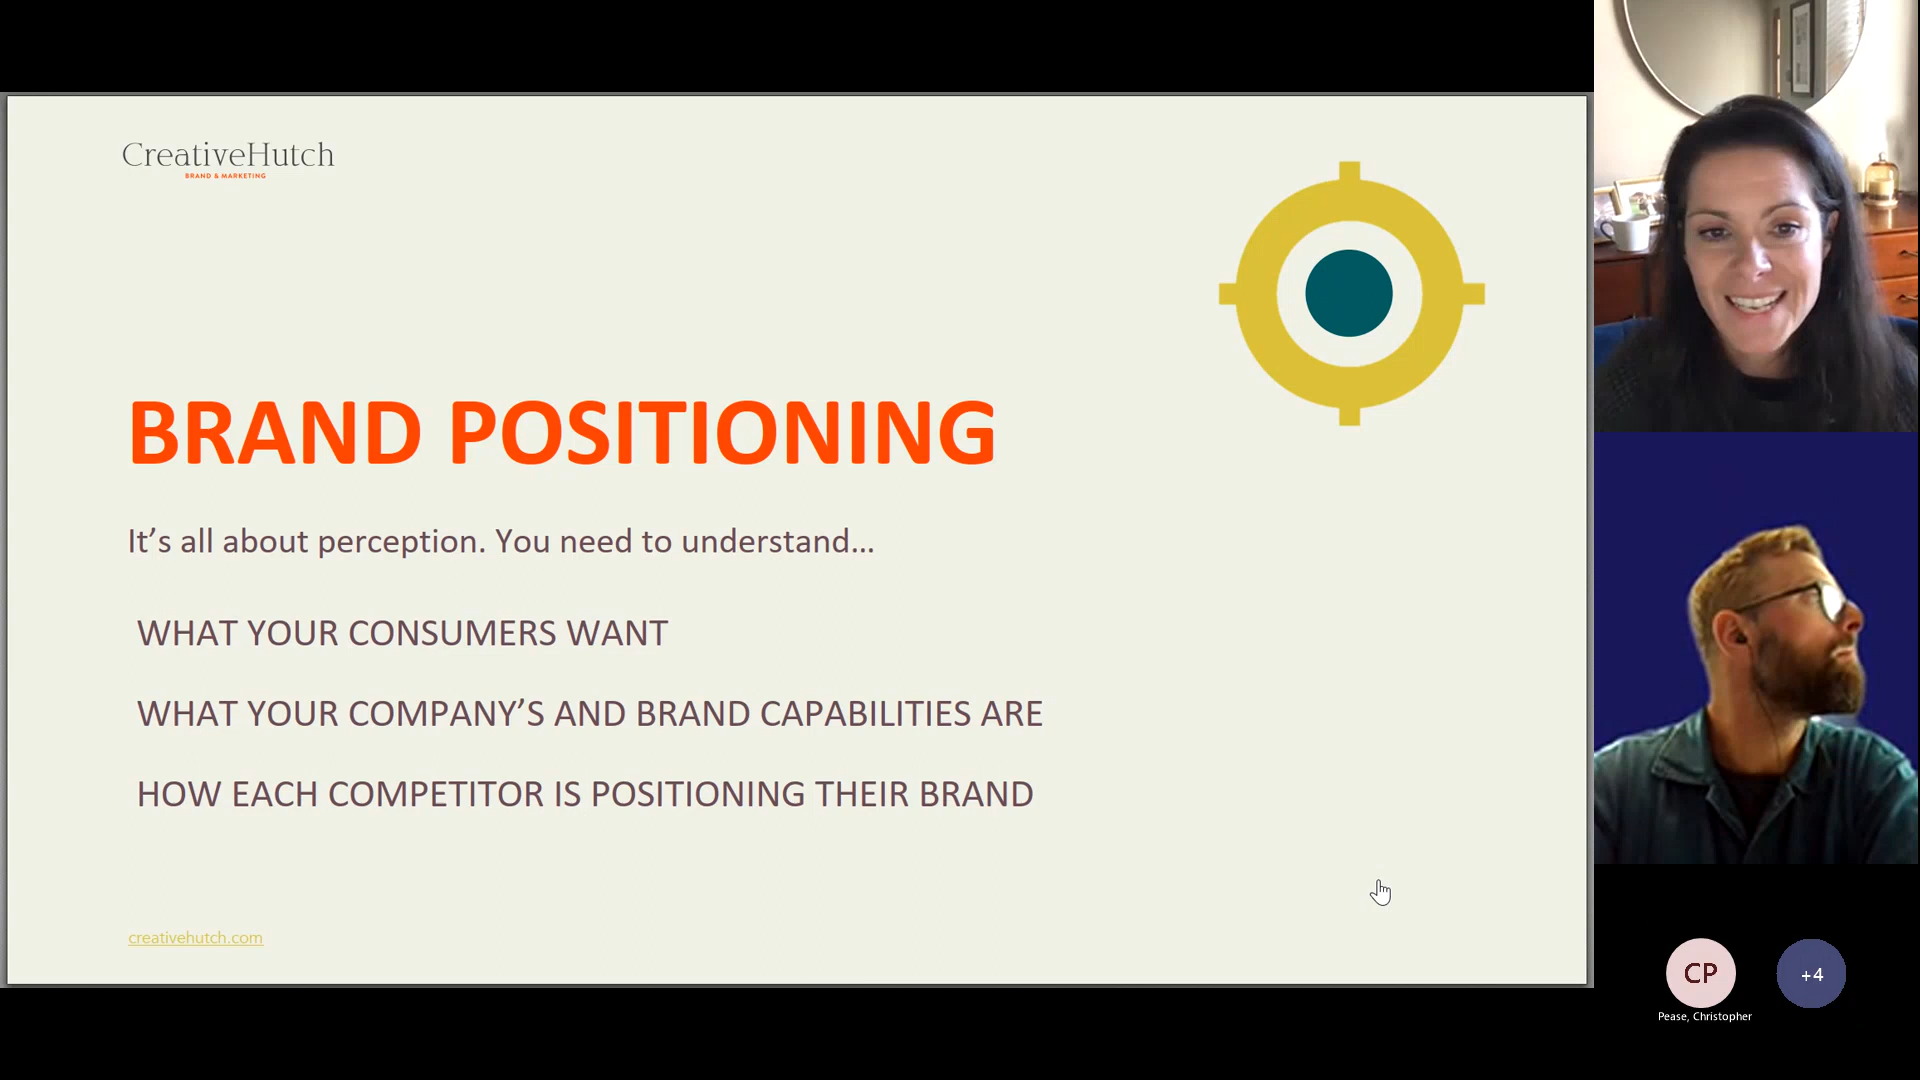 CreativeHutch
BRAND & MARKETING
BRAND POSITIONING
It’s all about perception. You need to understand...
WHAT YOUR CONSUMERS WANT
WHAT YOUR COMPANY’S AND BRAND CAPABILITIES ARE
HOW EACH COMPETITOR IS POSITIONING THEIR BRAND
creativehutch.com
CP
+4
Pease, Christopher